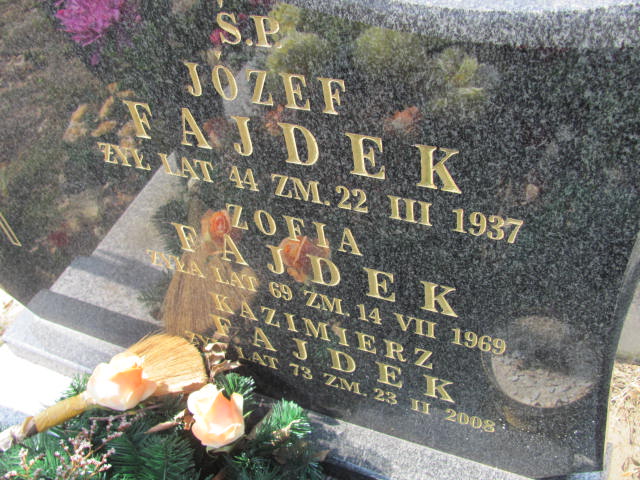 Ś.P.
JÓZEF
FAJDEK
ŻYŁ LAT 44 ZM. 22 III 1937
ZOFIA
FAJDEK
ŻYŁA LAT 69 ZM. 14 VII 1969
KAZIMIERZ
FAJDEK
ŻYŁ LAT 73 ZM. 23 II 2008